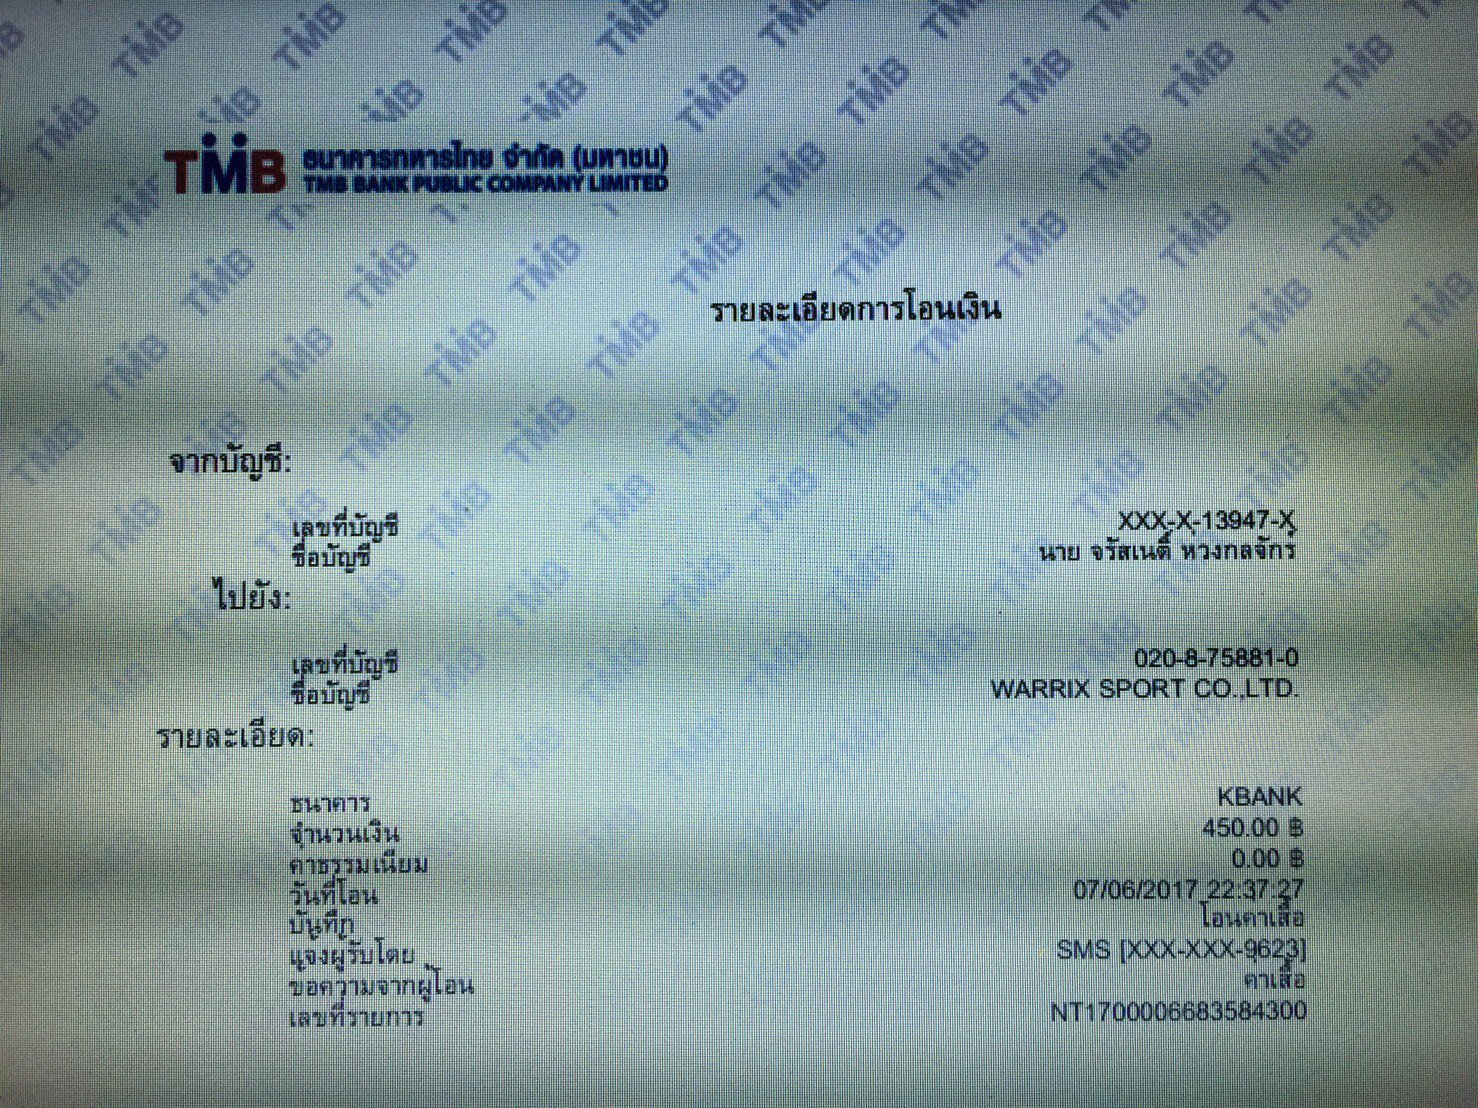 TMB ธนาคารทหารไทย จำกัด (มหาชน)
TMB BANK PUBLIC COMPANY LIMITED
รายละเอียดการโอนเงิน
จากบัญชี:
เลขที่บัญชี XXX-X-13947-X
ชื่อบัญชี นาย จรัสเนติ์ หวงกลจักร์
ไปยัง:
เลขที่บัญชี 020-8-75881-0
ชื่อบัญชี WARRIX SPORT CO.,LTD.
รายละเอียด:
ธนาคาร KBANK
จำนวนเงิน 450.00 ฿
ค่าธรรมเนียม 0.00 ฿
วันที่โอน 07/06/2017 22:37:27
บันทึก โอนค่าเสื้อ
แจ้งผู้รับโดย SMS [XXX-XXX-9623]
ข้อความจากผู้โอน ค่าเสื้อ
เลขที่รายการ NT1700006683584300